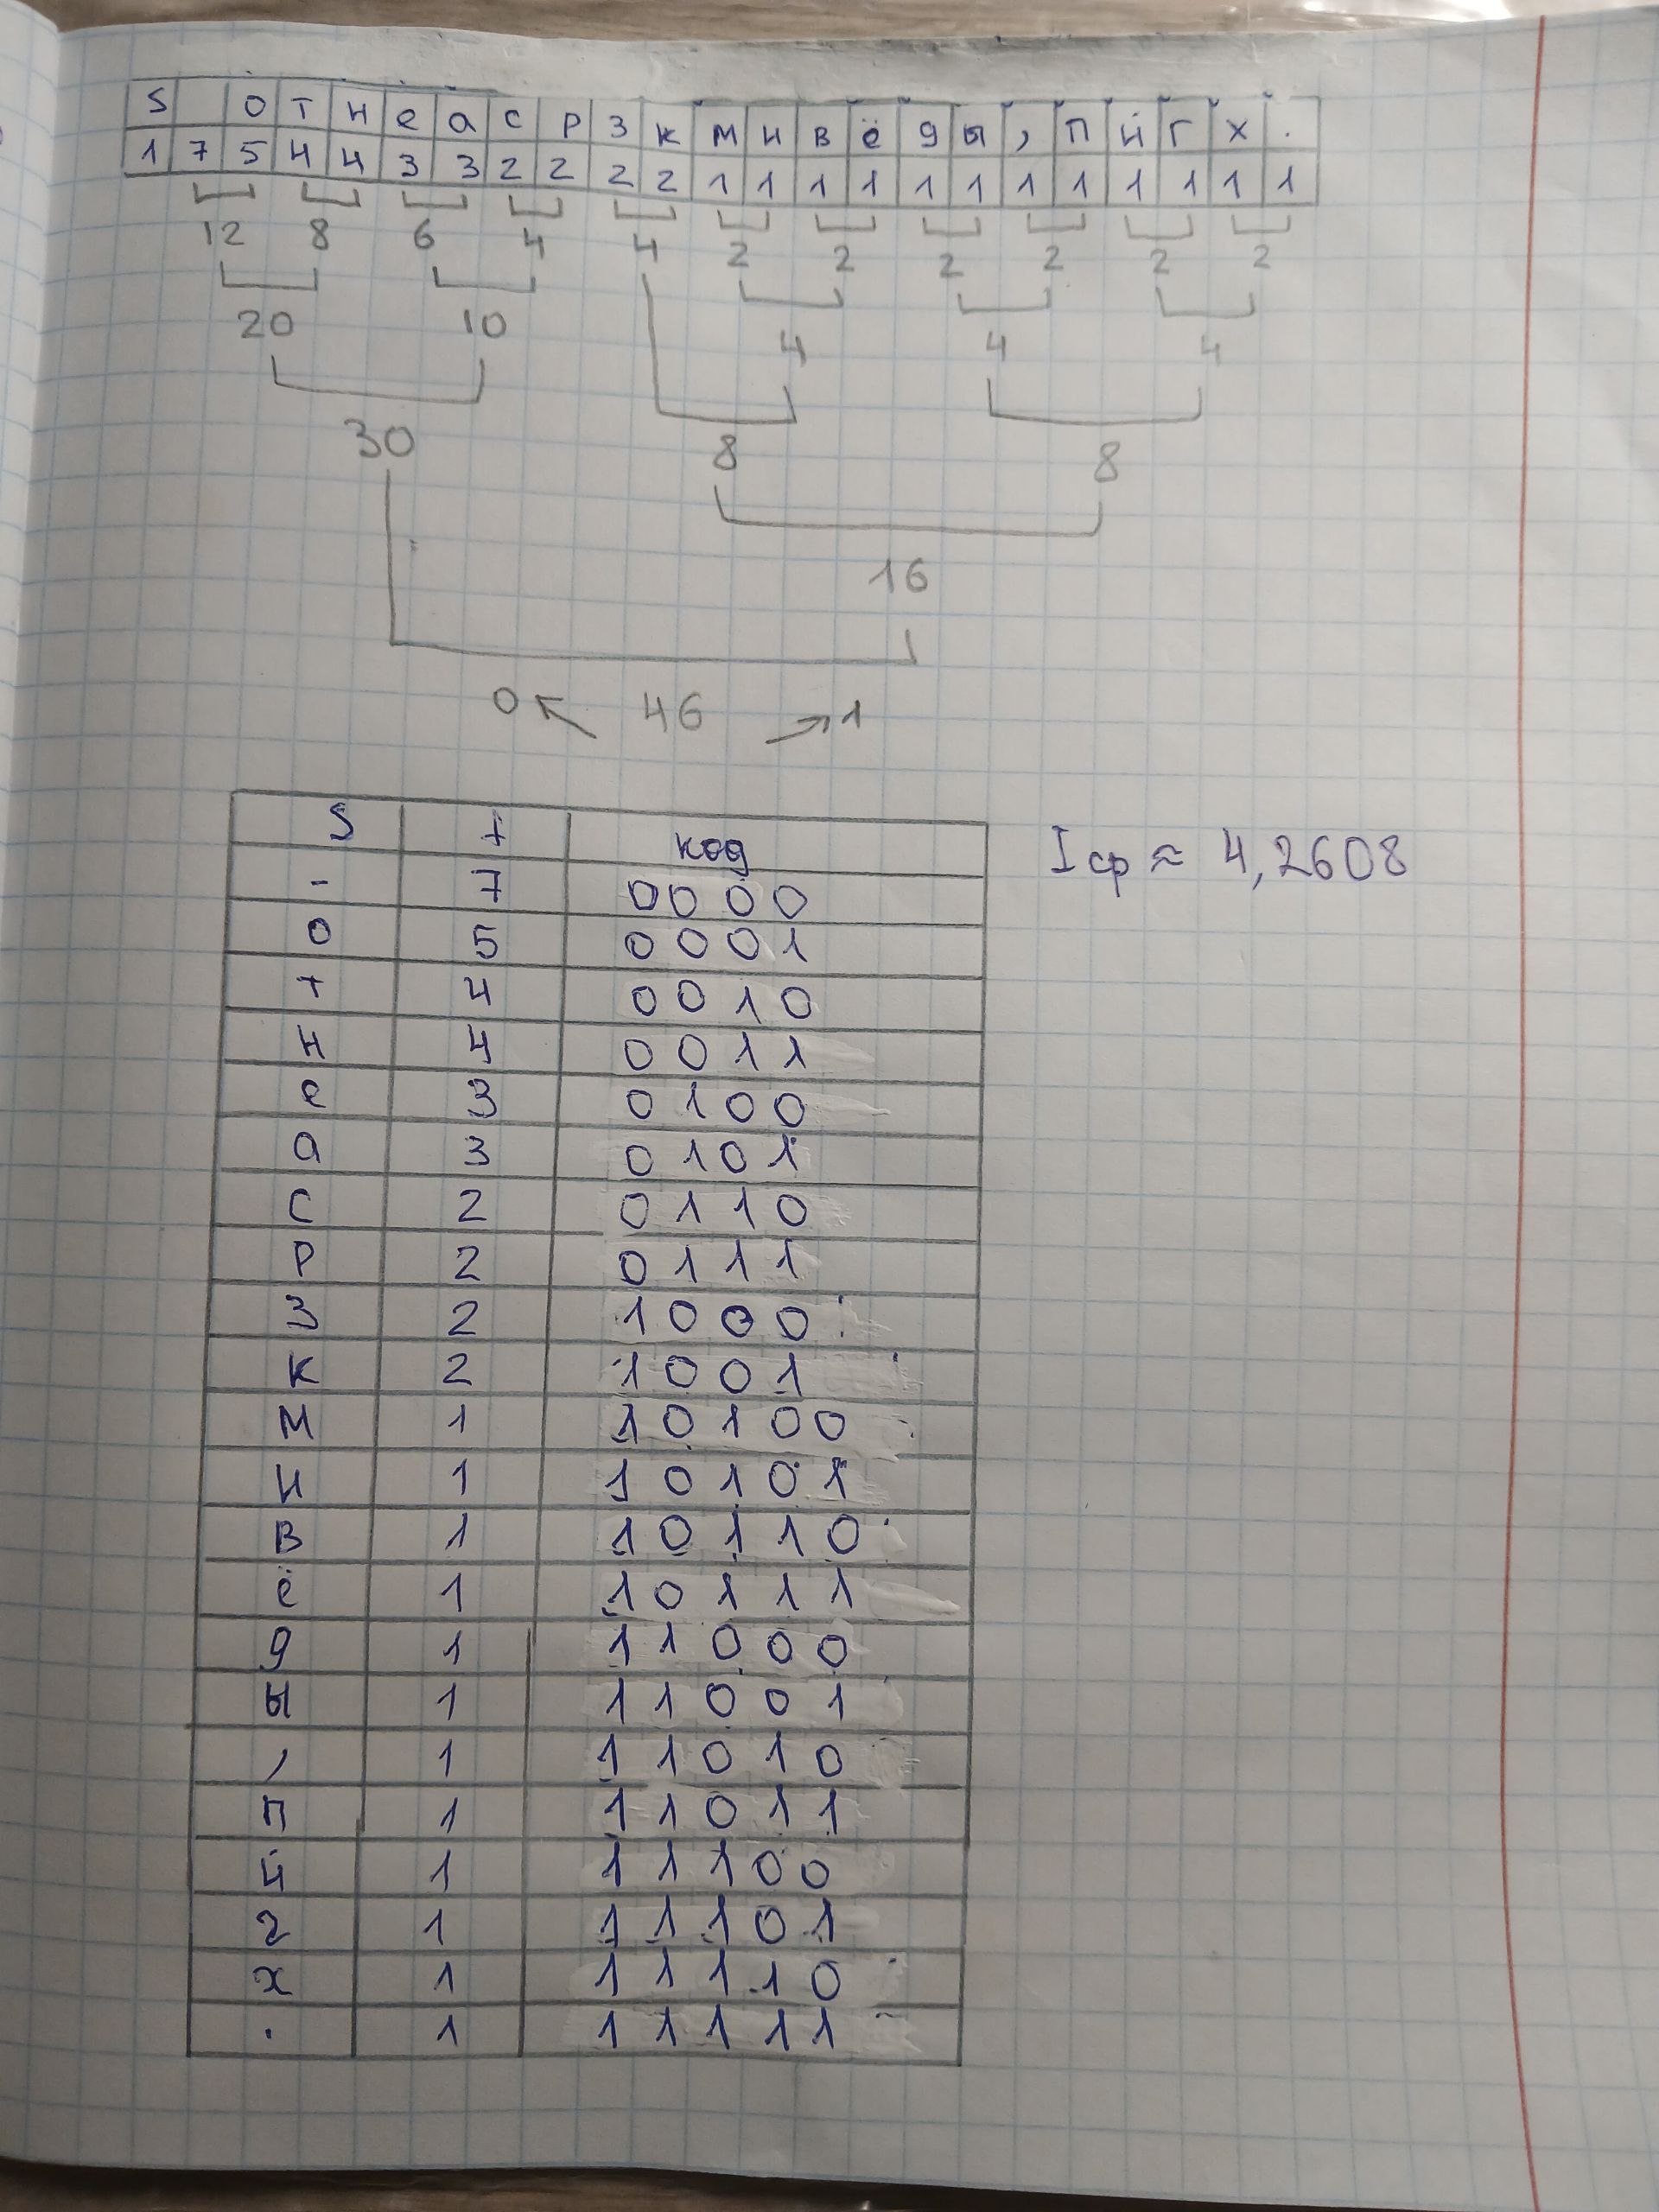 S о т н е а с р з к м и в ё д ы , п й г х .
1 7 5 4 4 3 3 2 2 2 2 1 1 1 1 1 1 1 1 1 1 1 1
12 8 6 4 4 2 2 2 2 2 2
20 10 4 4 4
30 8 8
16
0 46 1
S f код
- 7 0000
о 5 0001
т 4 0010
н 4 0011
е 3 0100
а 3 0101
с 2 0110
р 2 0111
з 2 1000
к 2 1001
м 1 10100
и 1 10101
в 1 10110
ё 1 10111
д 1 11000
ы 1 11001
, 1 11010
п 1 11011
й 1 11100
г 1 11101
х 1 11110
. 1 11111
Iср ≈ 4,2608